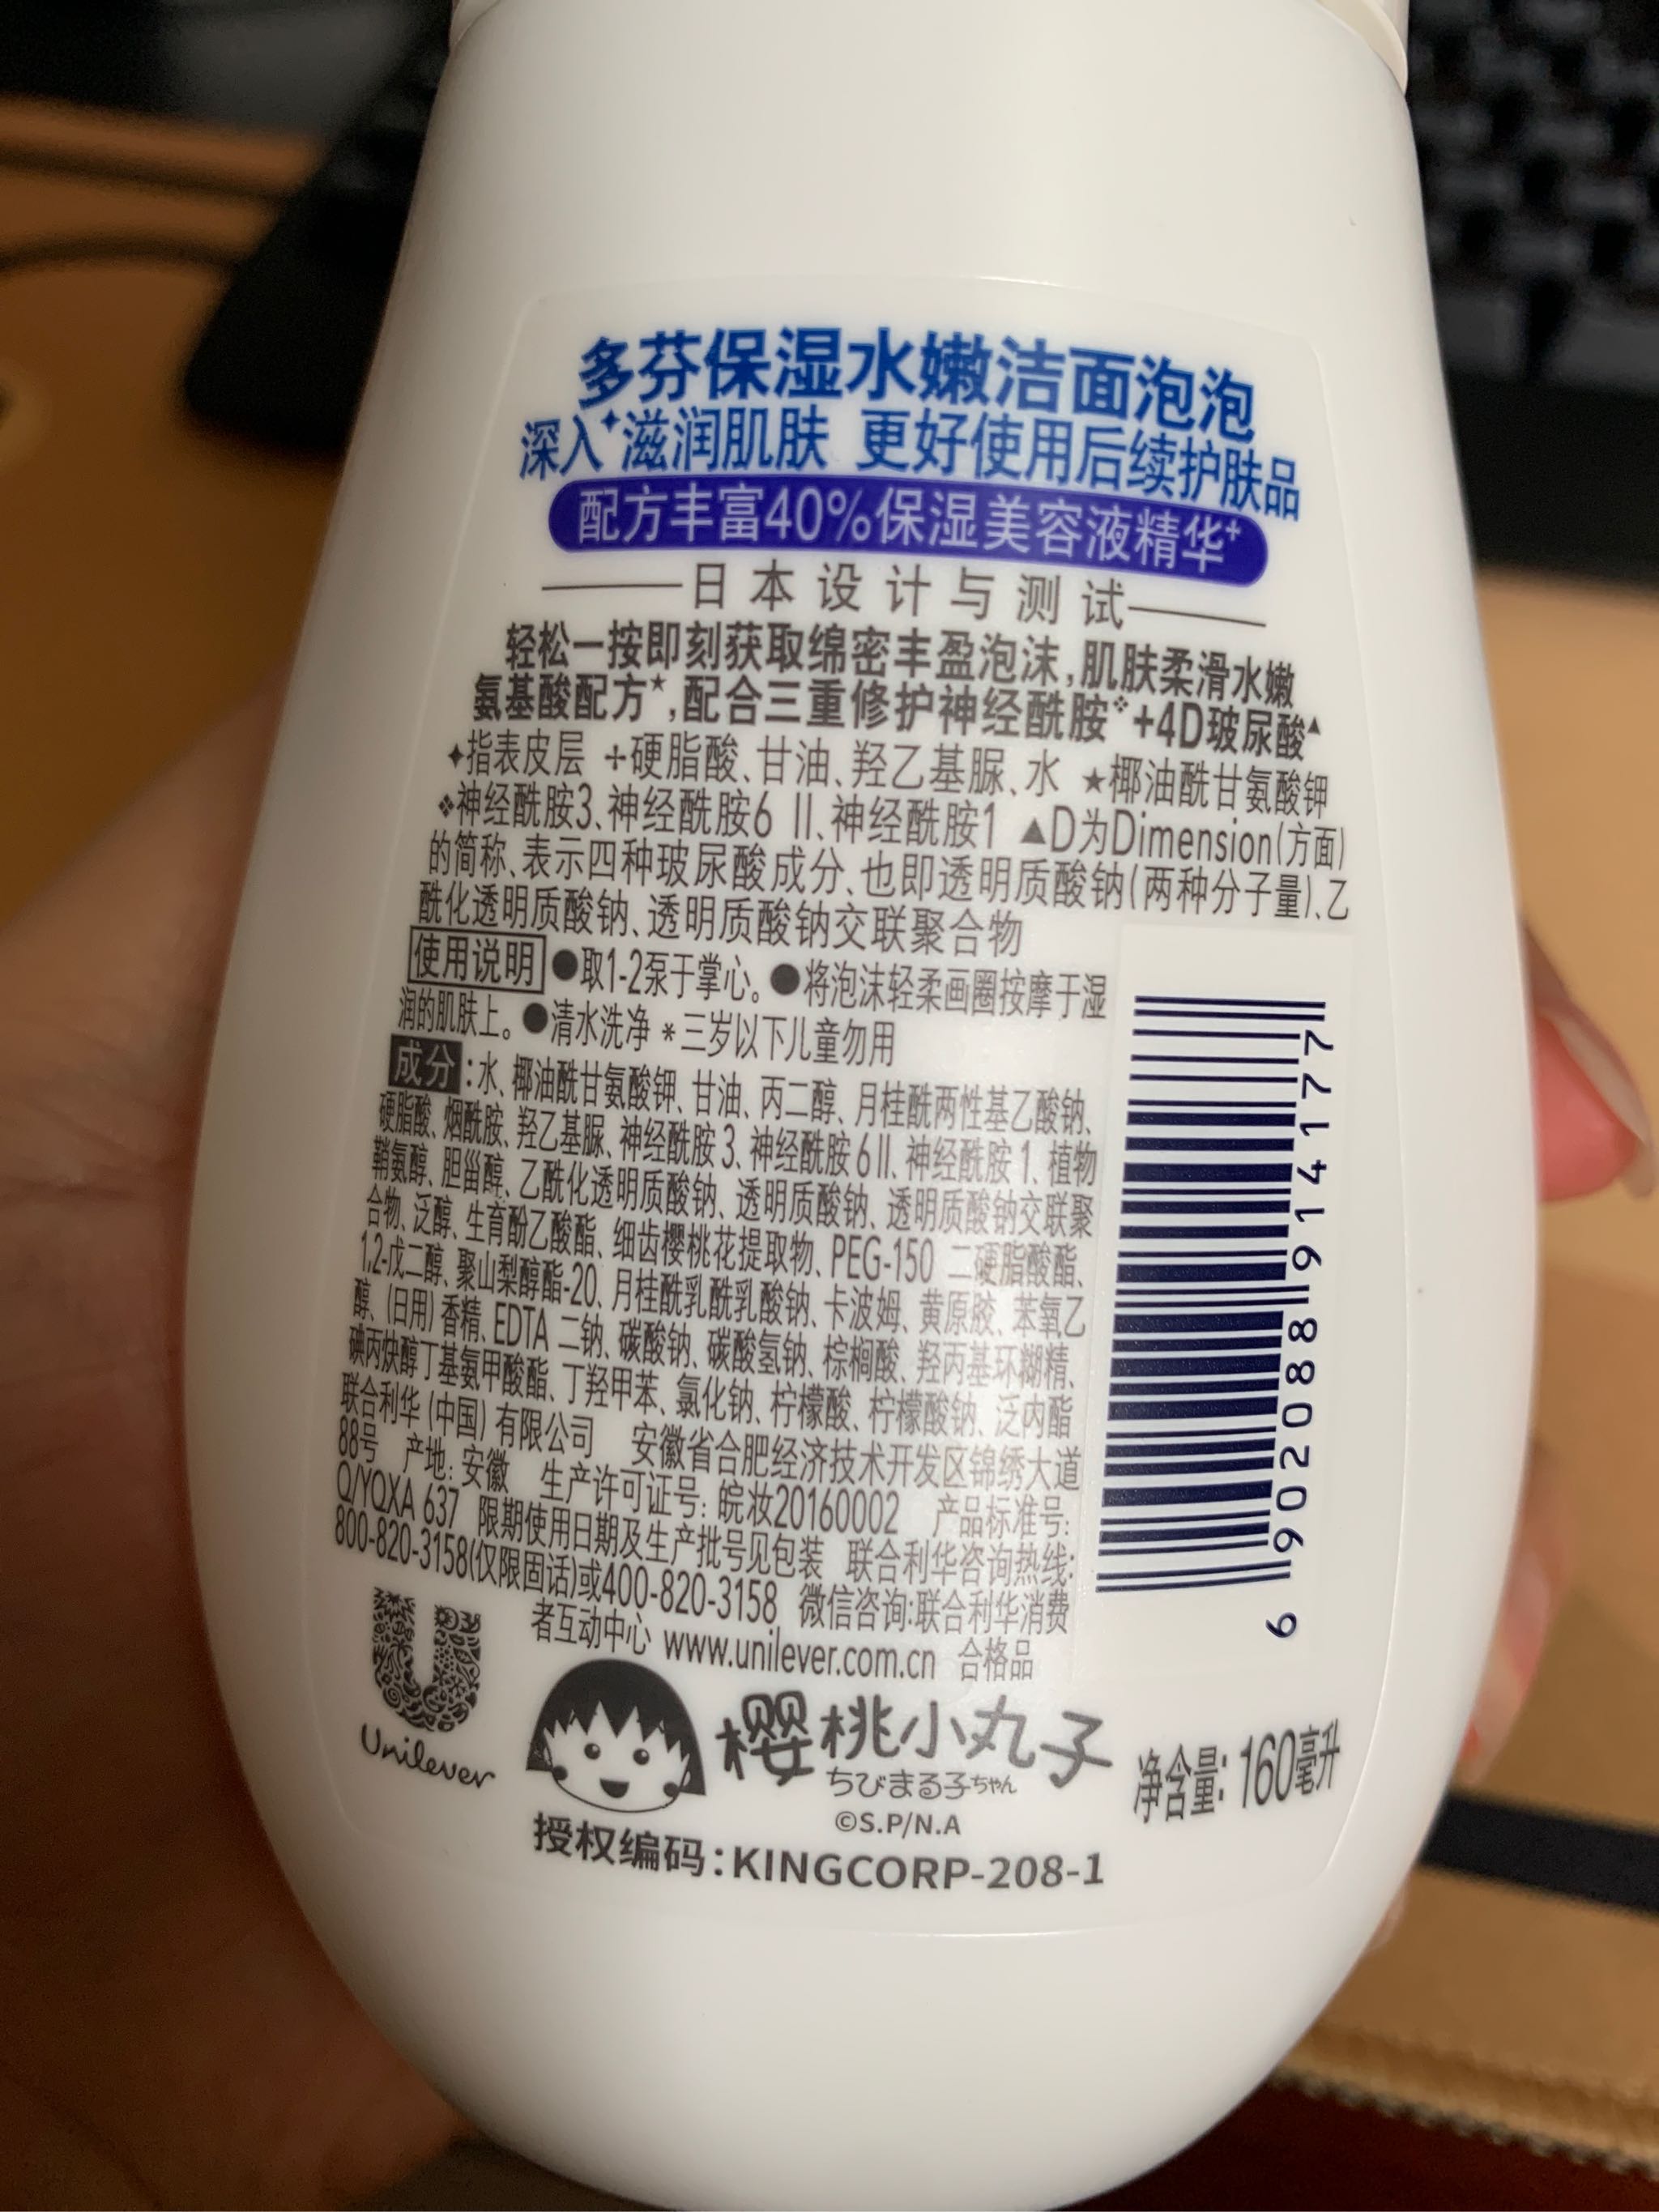 多芬保湿水嫩洁面泡泡
深入✦滋润肌肤 更好使用后续护肤品
配方丰富40%保湿美容液精华+
日本设计与测试
轻松一按即刻获取绵密丰盈泡沫,肌肤柔滑水嫩
氨基酸配方★,配合三重修护神经酰胺❖+4D玻尿酸▲
✦指表皮层 +硬脂酸、甘油、羟乙基脲、水 ★椰油酰甘氨酸钾
❖神经酰胺3、神经酰胺6 II、神经酰胺1 ▲D为Dimension(方面)
的简称、表示四种玻尿酸成分、也即透明质酸钠(两种分子量)、乙
酰化透明质酸钠、透明质酸钠交联聚合物
使用说明 ●取1-2泵于掌心。●将泡沫轻柔画圈按摩于湿
润的肌肤上。●清水洗净 *三岁以下儿童勿用
成分:水、椰油酰甘氨酸钾、甘油、丙二醇、月桂酰两性基乙酸钠、
硬脂酸、烟酰胺、羟乙基脲、神经酰胺3、神经酰胺6II、神经酰胺1、植物
鞘氨醇、胆甾醇、乙酰化透明质酸钠、透明质酸钠、透明质酸钠交联聚
合物、泛醇、生育酚乙酸酯、细齿樱桃花提取物、PEG-150 二硬脂酸酯、
1,2-戊二醇、聚山梨醇酯-20、月桂酰乳酰乳酸钠、卡波姆、黄原胶、苯氧乙
醇、(日用)香精、EDTA 二钠、碳酸钠、碳酸氢钠、棕榈酸、羟丙基环糊精、
碘丙炔醇丁基氨甲酸酯、丁羟甲苯、氯化钠、柠檬酸、柠檬酸钠、泛内酯
联合利华(中国)有限公司 安徽省合肥经济技术开发区锦绣大道
88号 产地:安徽 生产许可证号:皖妆20160002 产品标准号:
Q/YQXA 637 限期使用日期及生产批号见包装 联合利华咨询热线:
800-820-3158(仅限固话)或400-820-3158 微信咨询:联合利华消费
者互动中心 www.unilever.com.cn 合格品
6902088914177
Unilever
樱桃小丸子
ちびまる子ちゃん
©S.P/N.A
净含量:160毫升
授权编码:KINGCORP-208-1